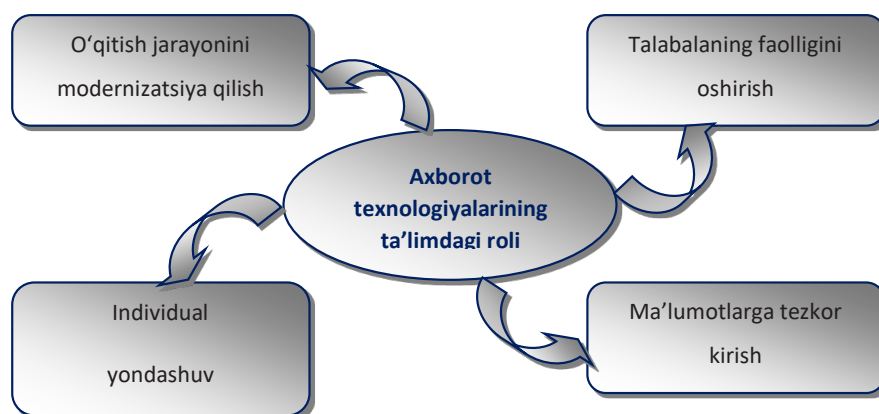 O‘qitish jarayonini
modernizatsiya qilish
Talabalaning faolligini
oshirish
Axborot
texnologiyalarining
ta’limdagi roli
Individual
yondashuv
Ma’lumotlarga tezkor
kirish